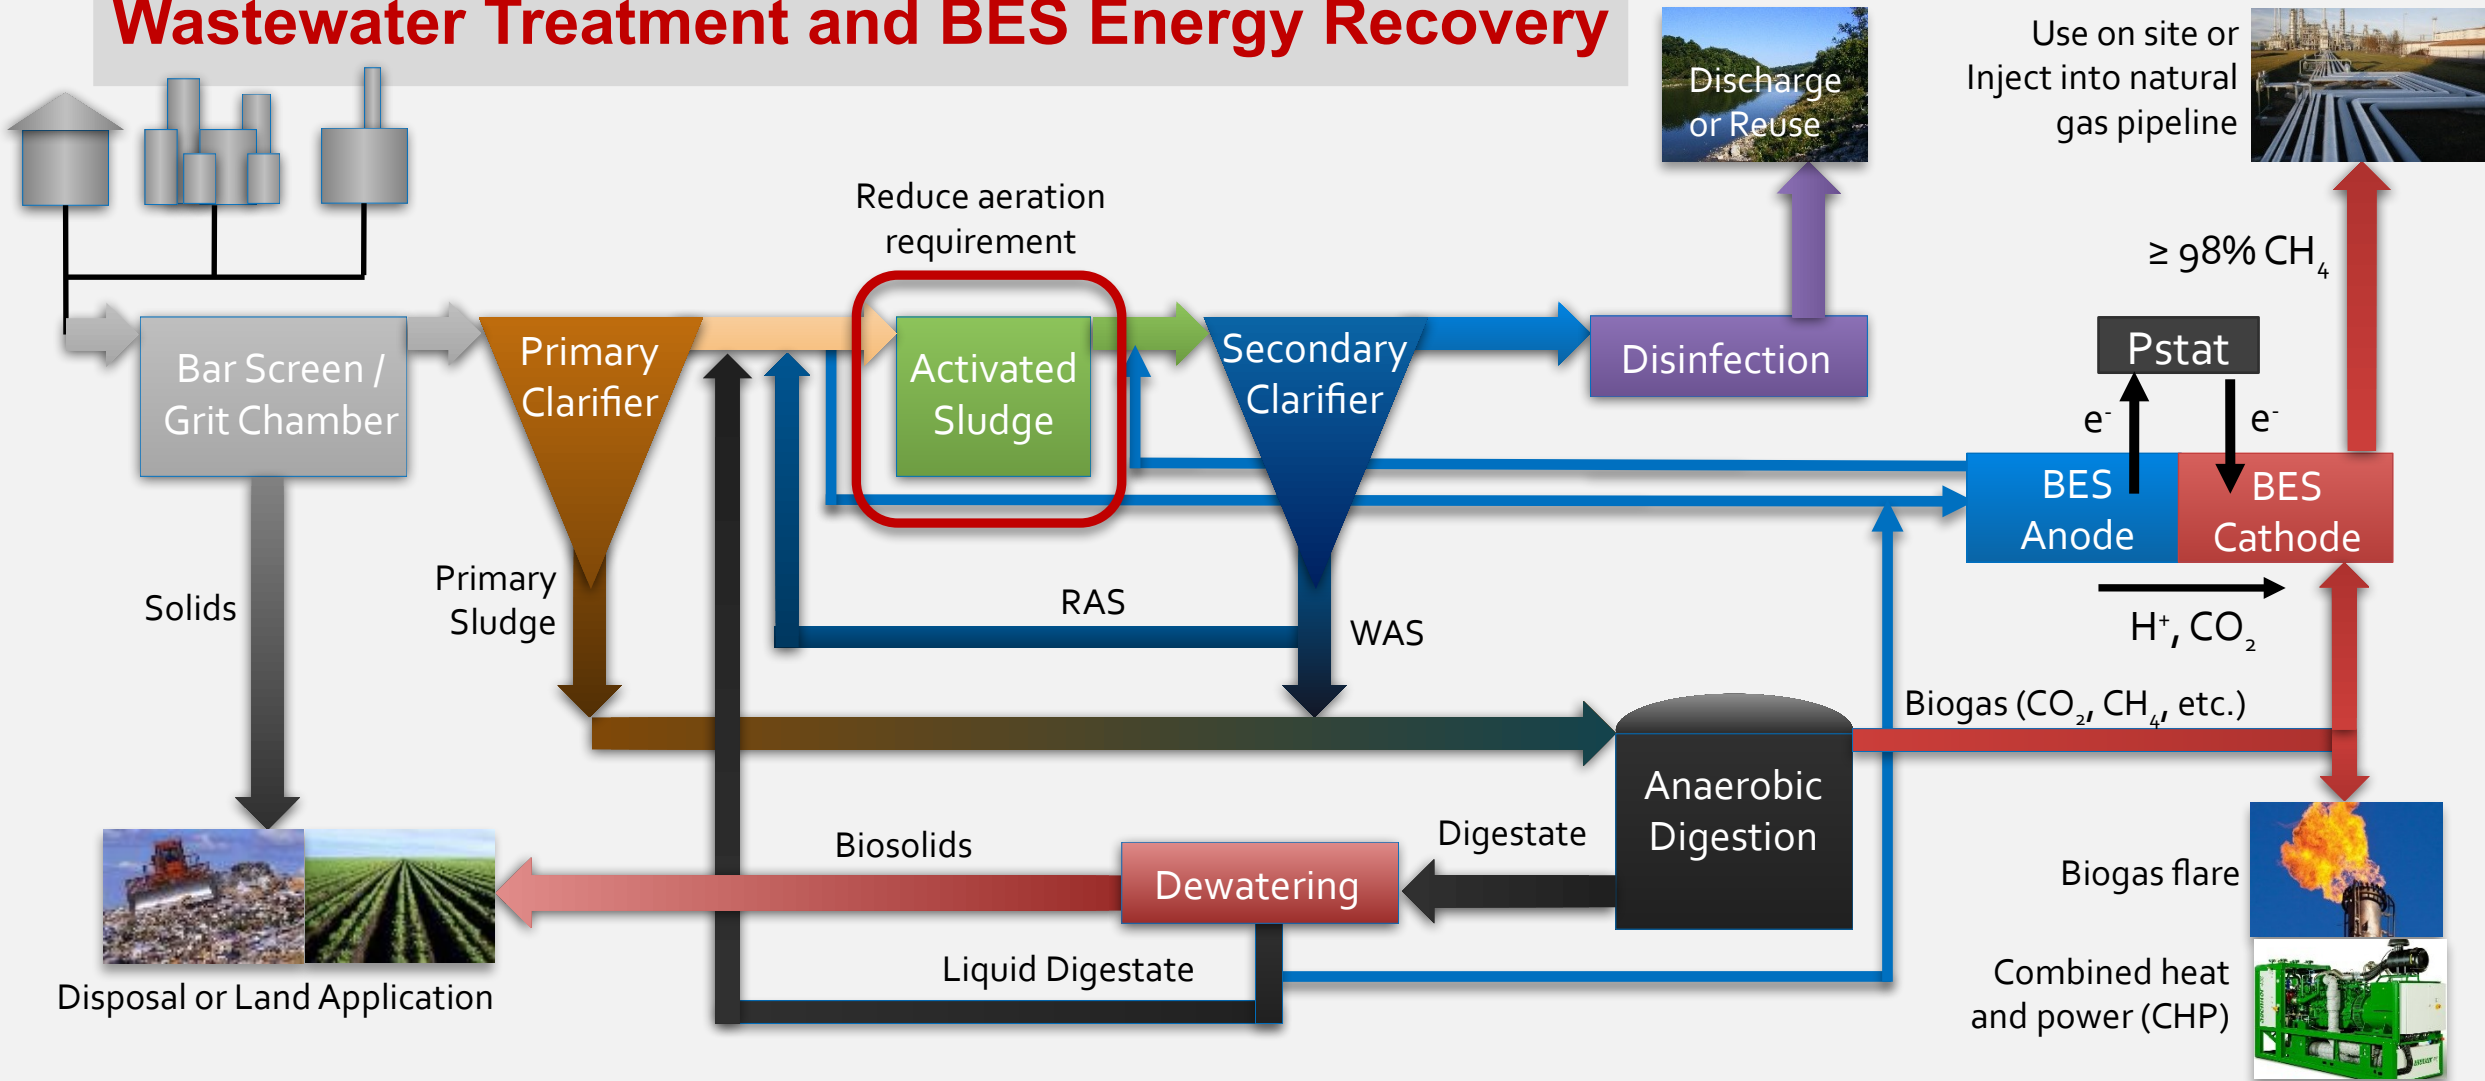 Wastewater Treatment and BES Energy Recovery
Discharge
or Reuse
Use on site or
Inject into natural
gas pipeline
Reduce aeration
requirement
≥ 98% CH₄
Bar Screen /
Grit Chamber
Primary
Clarifier
Activated
Sludge
Secondary
Clarifier
Disinfection
Pstat
e⁻
e⁻
BES
Anode
BES
Cathode
H⁺, CO₂
Solids
Primary
Sludge
RAS
WAS
Biogas (CO₂, CH₄, etc.)
Anaerobic
Digestion
Biosolids
Dewatering
Digestate
Liquid Digestate
Disposal or Land Application
Biogas flare
Combined heat
and power (CHP)